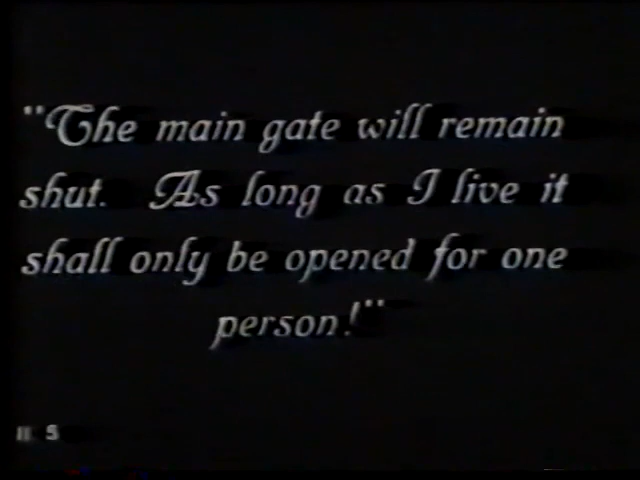 "The main gate will remain
shut. As long as I live it
shall only be opened for one
person!"
II 5